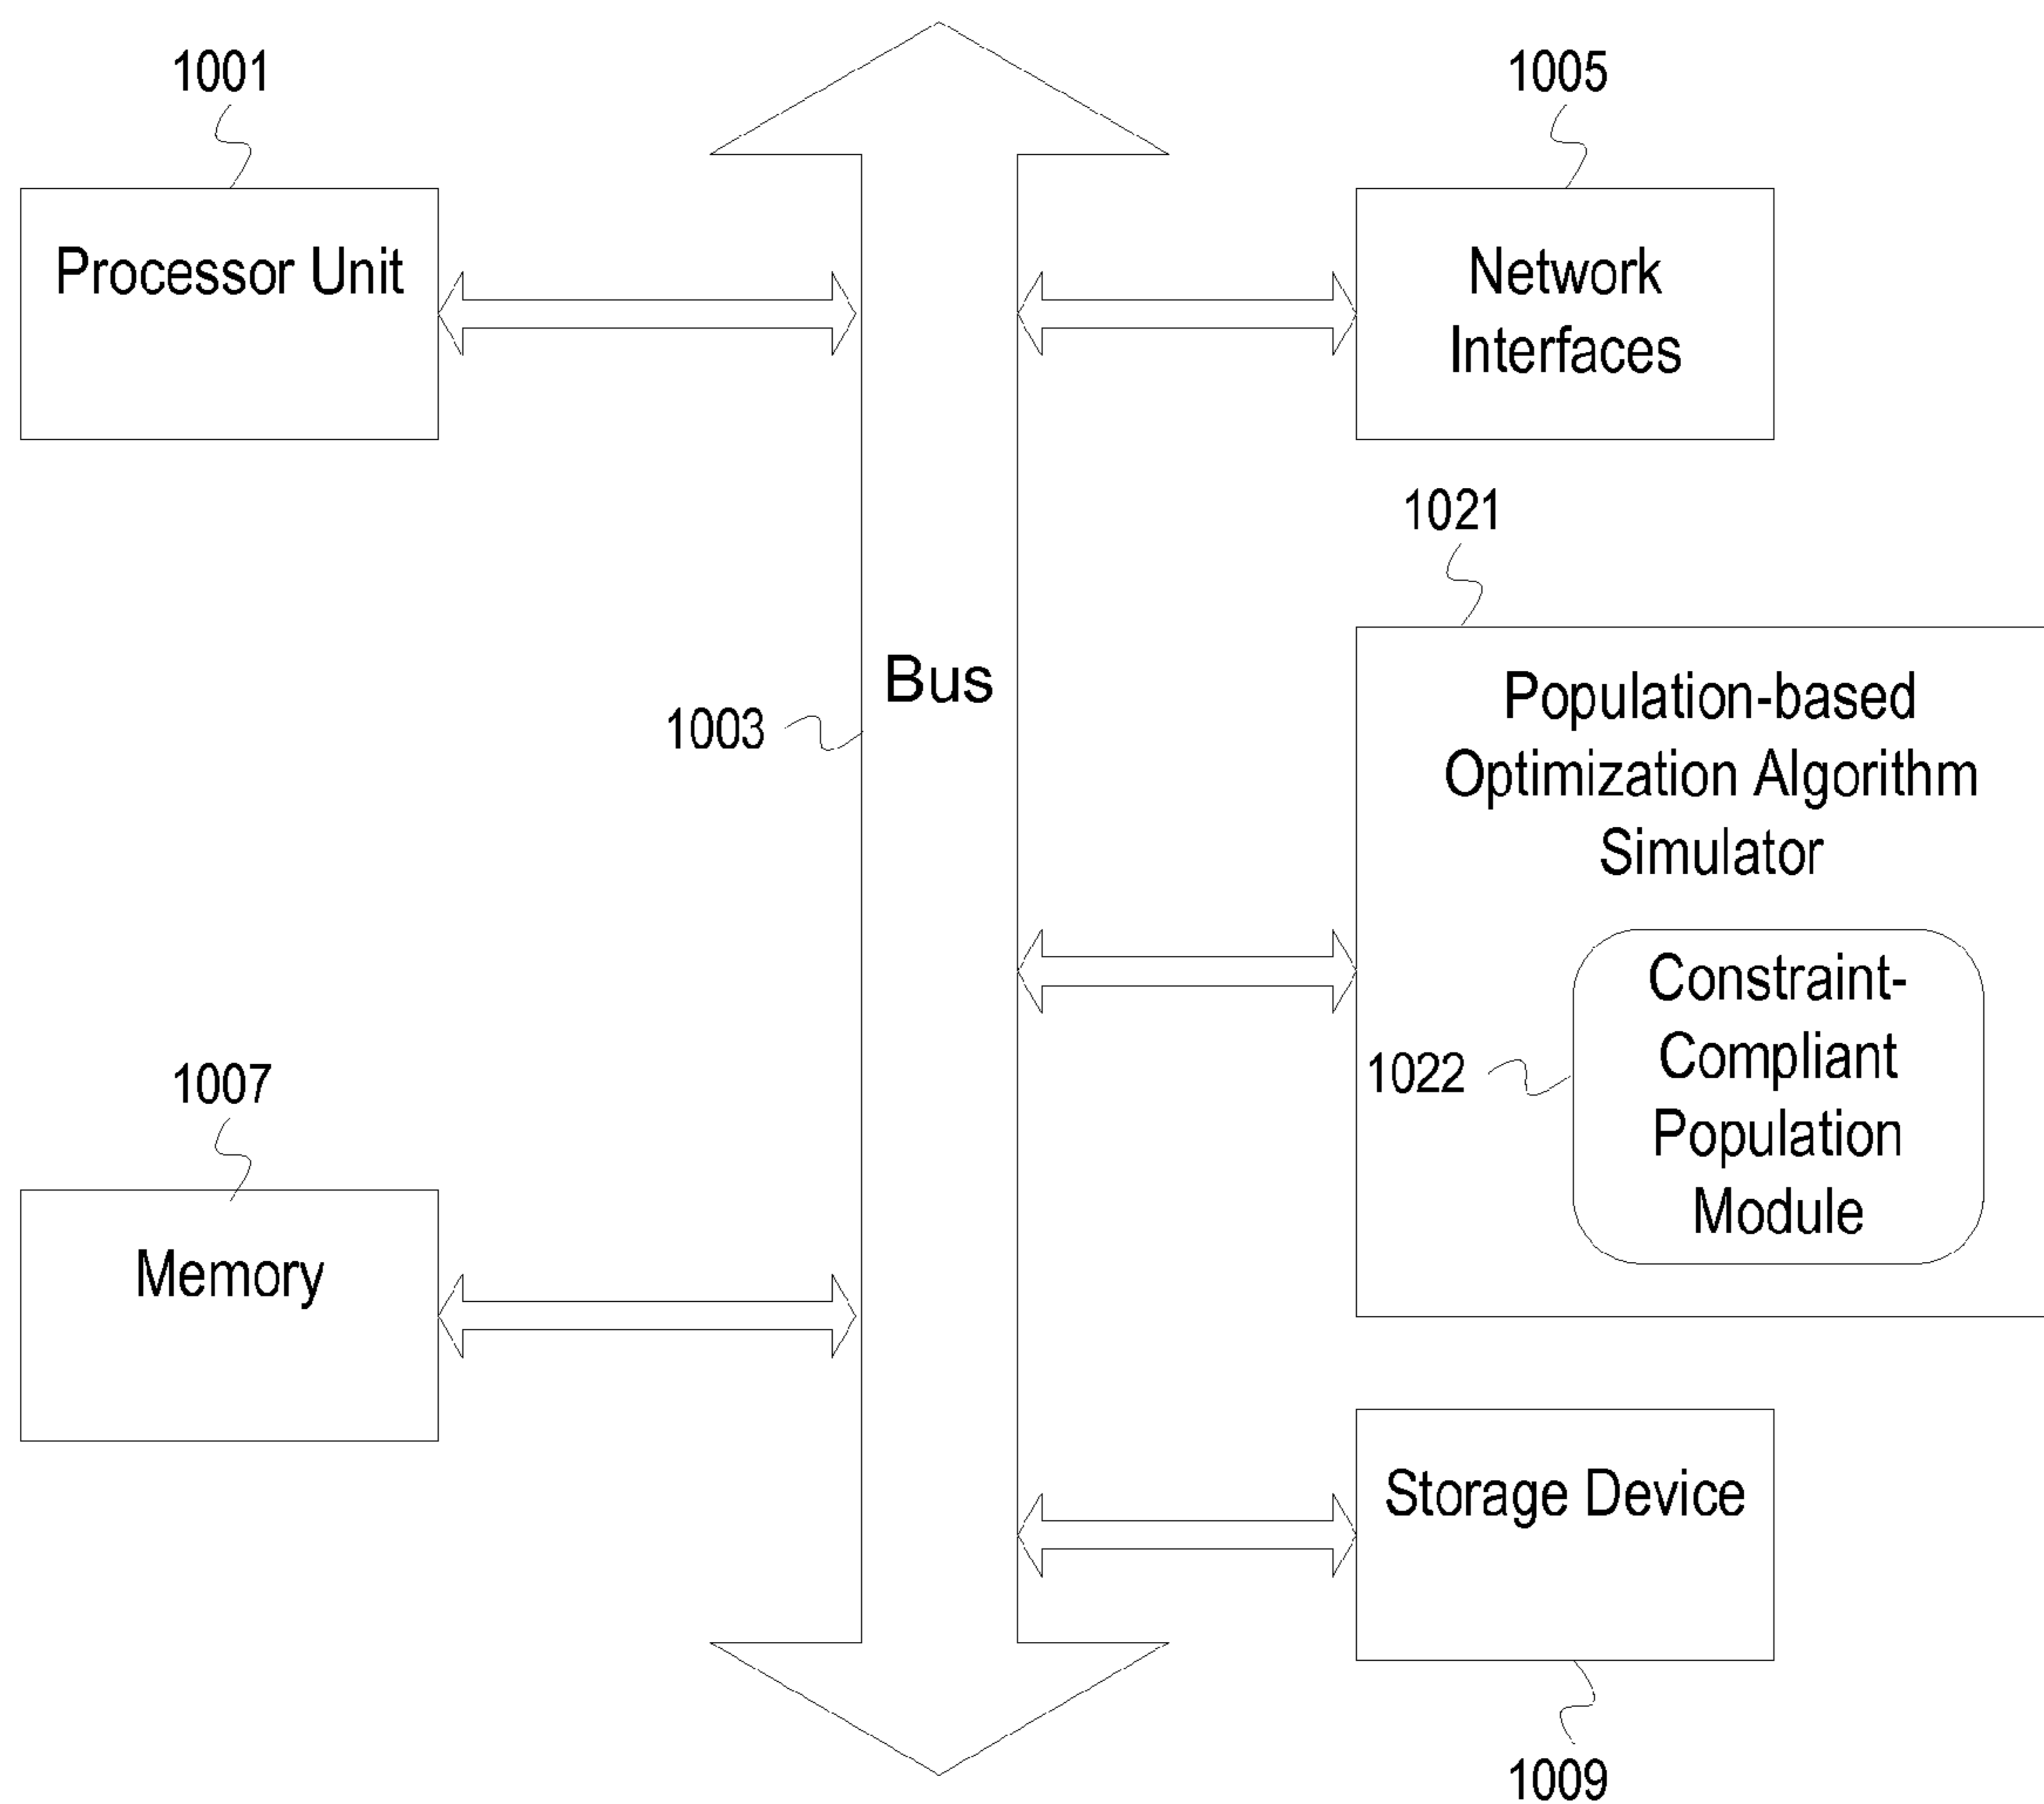 1001
Processor Unit
1005
Network
Interfaces
1021
Population-based
Optimization Algorithm
Simulator
1022
Constraint-
Compliant
Population
Module
Bus
1003
1007
Memory
Storage Device
1009